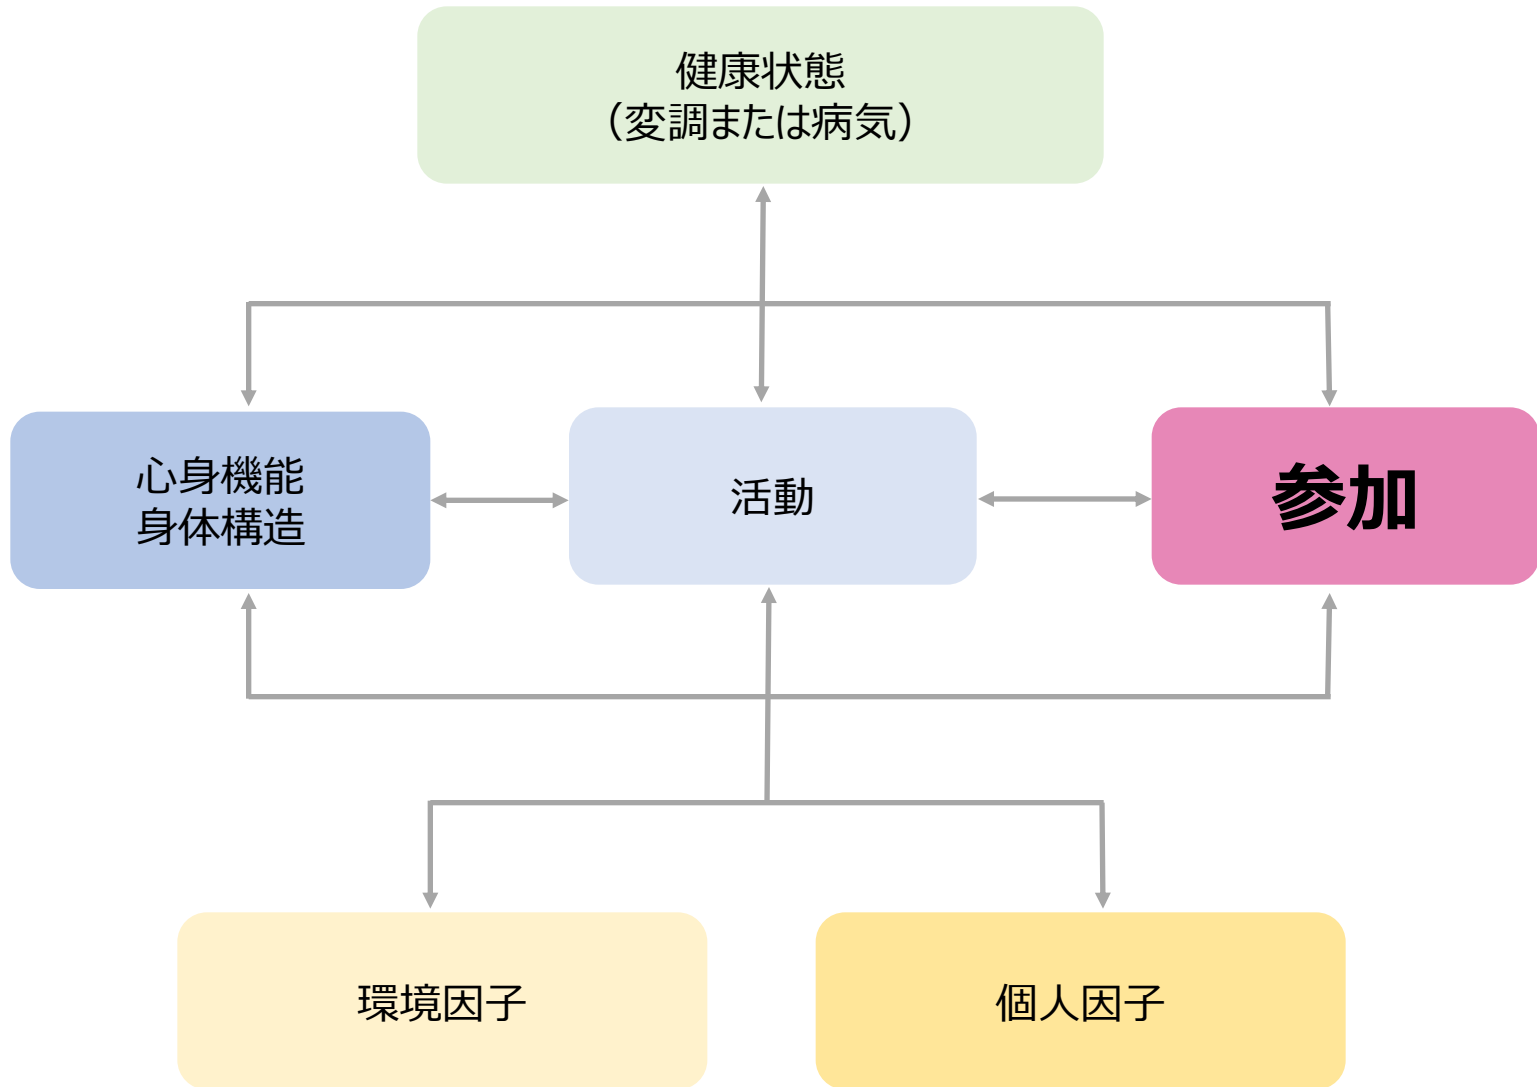 健康状態
（変調または病気）
心身機能
身体構造
活動
参加
環境因子
個人因子